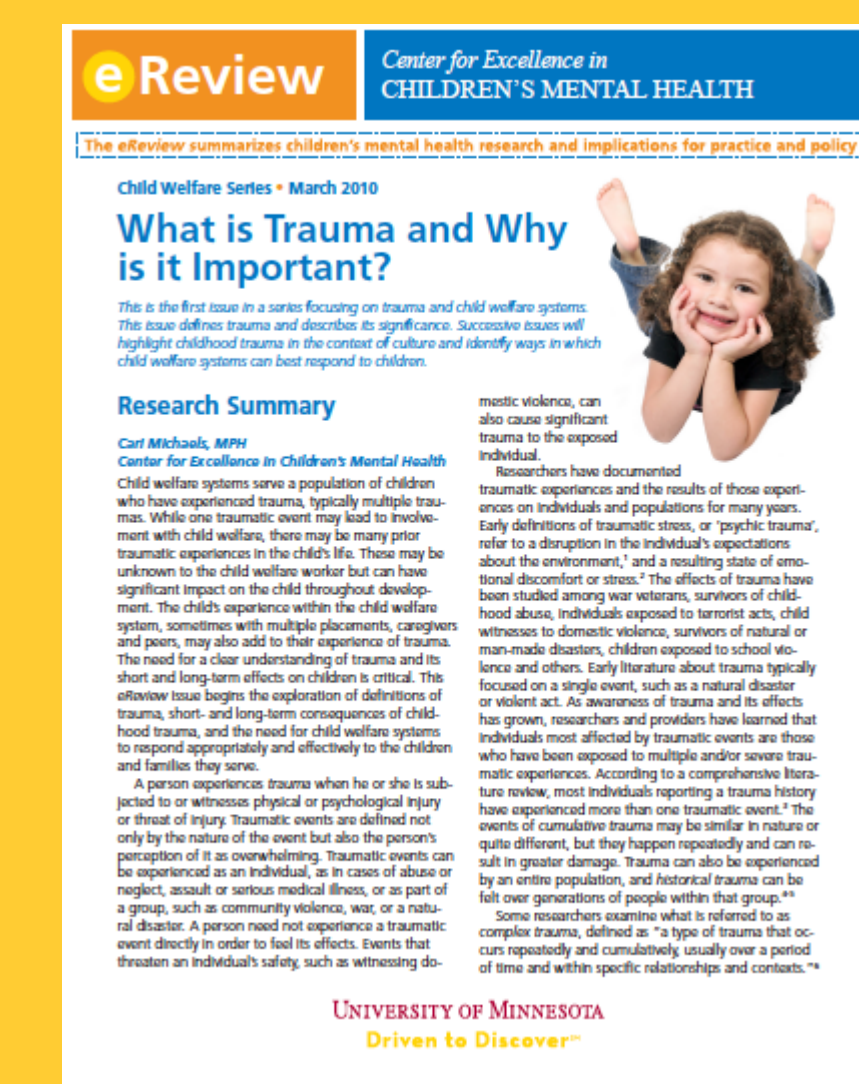 eReview
Center for Excellence in
CHILDREN'S MENTAL HEALTH
The eReview summarizes children's mental health research and implications for practice and policy
Child Welfare Series • March 2010
What is Trauma and Why
is it Important?
This is the first issue in a series focusing on trauma and child welfare systems.
This issue defines trauma and describes its significance. Successive issues will
highlight childhood trauma in the context of culture and identify ways in which
child welfare systems can best respond to children.
Research Summary
Cari Michaels, MPH
Center for Excellence in Children's Mental Health
Child welfare systems serve a population of children
who have experienced trauma, typically multiple trau-
mas. While one traumatic event may lead to involve-
ment with child welfare, there may be many prior
traumatic experiences in the child's life. These may be
unknown to the child welfare worker but can have
significant impact on the child throughout develop-
ment. The child's experience within the child welfare
system, sometimes with multiple placements, caregivers
and peers, may also add to their experience of trauma.
The need for a clear understanding of trauma and its
short and long-term effects on children is critical. This
eReview issue begins the exploration of definitions of
trauma, short- and long-term consequences of child-
hood trauma, and the need for child welfare systems
to respond appropriately and effectively to the children
and families they serve.
A person experiences trauma when he or she is sub-
jected to or witnesses physical or psychological injury
or threat of injury. Traumatic events are defined not
only by the nature of the event but also the person's
perception of it as overwhelming. Traumatic events can
be experienced as an individual, as in cases of abuse or
neglect, assault or serious medical illness, or as part of
a group, such as community violence, war, or a natu-
ral disaster. A person need not experience a traumatic
event directly in order to feel its effects. Events that
threaten an individual's safety, such as witnessing do-
mestic violence, can
also cause significant
trauma to the exposed
individual.
Researchers have documented
traumatic experiences and the results of those experi-
ences on individuals and populations for many years.
Early definitions of traumatic stress, or 'psychic trauma',
refer to a disruption in the individual's expectations
about the environment,¹ and a resulting state of emo-
tional discomfort or stress.² The effects of trauma have
been studied among war veterans, survivors of child-
hood abuse, individuals exposed to terrorist acts, child
witnesses to domestic violence, survivors of natural or
man-made disasters, children exposed to school vio-
lence and others. Early literature about trauma typically
focused on a single event, such as a natural disaster
or violent act. As awareness of trauma and its effects
has grown, researchers and providers have learned that
individuals most affected by traumatic events are those
who have been exposed to multiple and/or severe trau-
matic experiences. According to a comprehensive litera-
ture review, most individuals reporting a trauma history
have experienced more than one traumatic event.³ The
events of cumulative trauma may be similar in nature or
quite different, but they happen repeatedly and can re-
sult in greater damage. Trauma can also be experienced
by an entire population, and historical trauma can be
felt over generations of people within that group.⁴˒⁵
Some researchers examine what is referred to as
complex trauma, defined as "a type of trauma that oc-
curs repeatedly and cumulatively, usually over a period
of time and within specific relationships and contexts."⁶
UNIVERSITY OF MINNESOTA
Driven to Discover℠